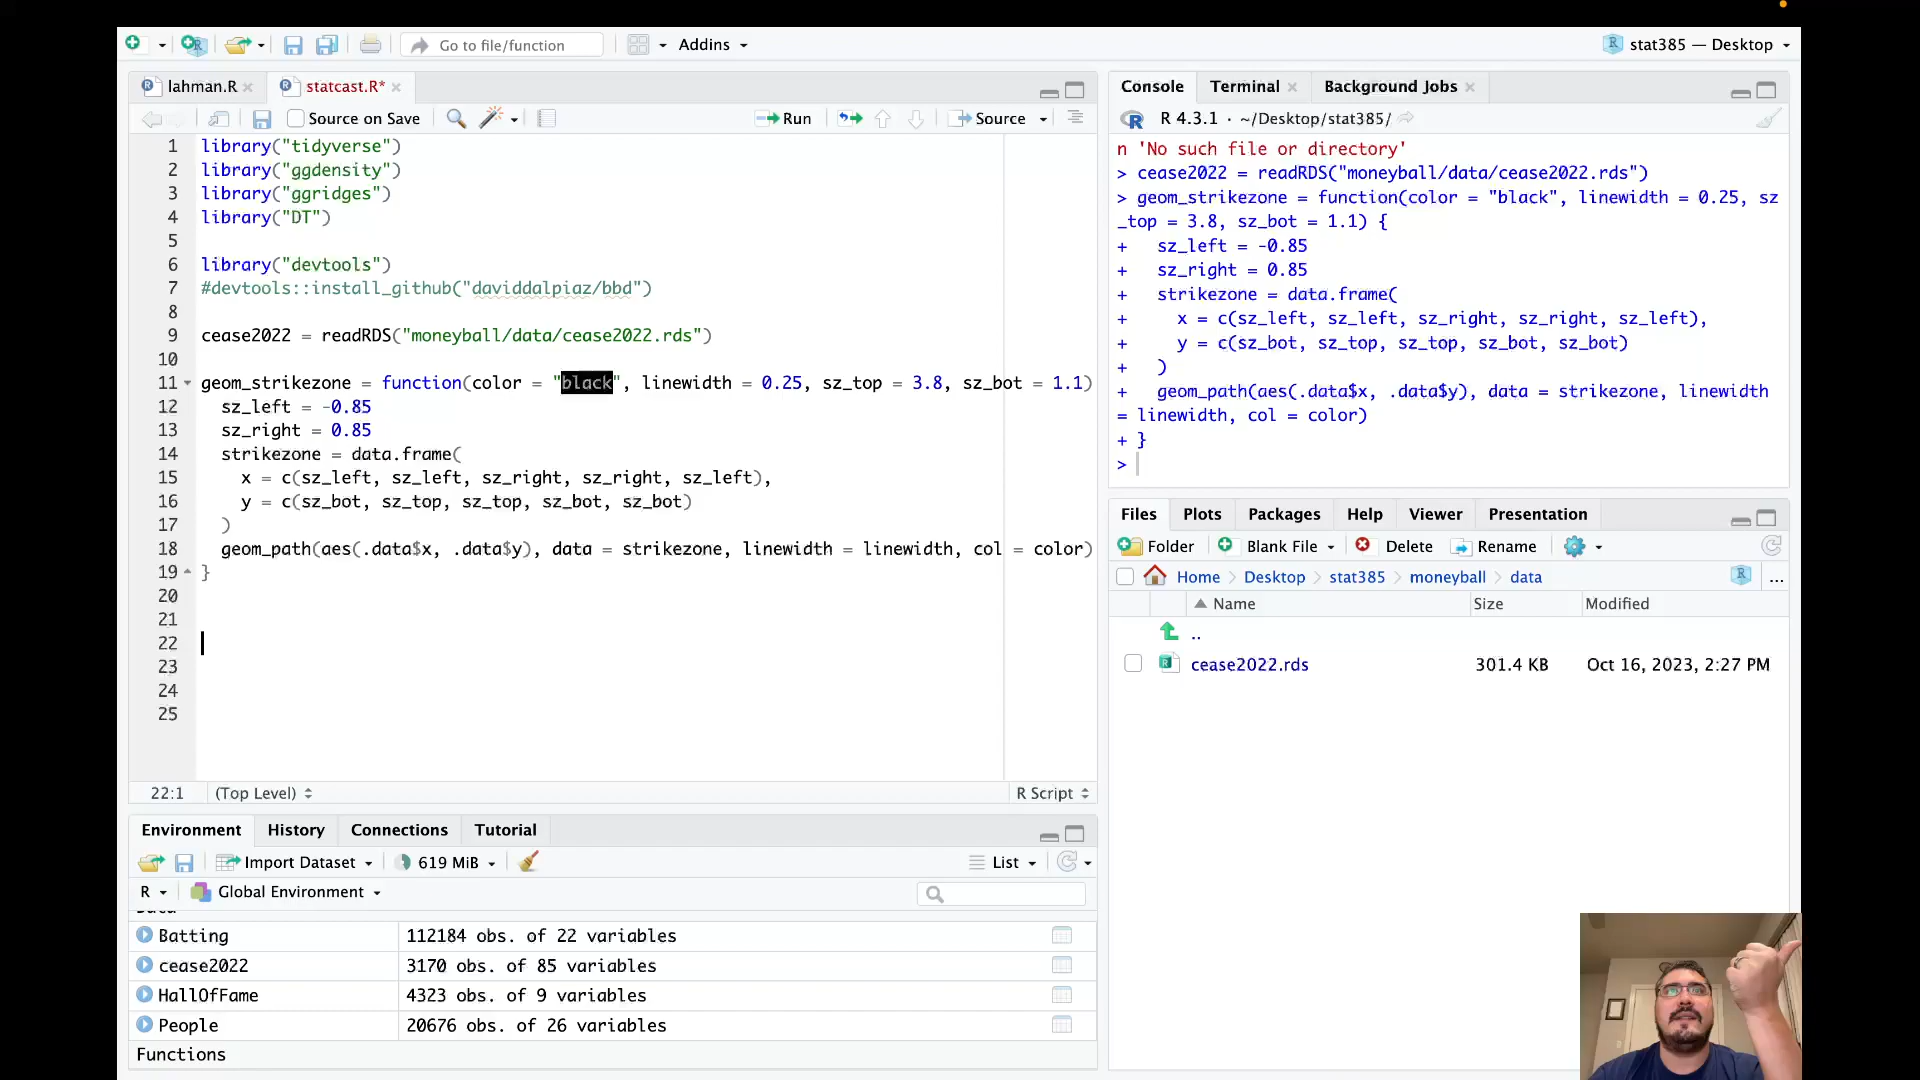 Go to file/function
Addins
stat385 — Desktop
lahman.R
statcast.R*
Source on Save
Run
Source
1 library("tidyverse")
2 library("ggdensity")
3 library("ggridges")
4 library("DT")
5
6 library("devtools")
7 #devtools::install_github("daviddalpiaz/bbd")
8
9 cease2022 = readRDS("moneyball/data/cease2022.rds")
10
11 geom_strikezone = function(color = "black", linewidth = 0.25, sz_top = 3.8, sz_bot = 1.1)
12 sz_left = -0.85
13 sz_right = 0.85
14 strikezone = data.frame(
15 x = c(sz_left, sz_left, sz_right, sz_right, sz_left),
16 y = c(sz_bot, sz_top, sz_top, sz_bot, sz_bot)
17 )
18 geom_path(aes(.data$x, .data$y), data = strikezone, linewidth = linewidth, col = color)
19 }
20
21
22
23
24
25
22:1 (Top Level) R Script
Environment History Connections Tutorial
Import Dataset 619 MiB List
R Global Environment
Data
Batting 112184 obs. of 22 variables
cease2022 3170 obs. of 85 variables
HallOfFame 4323 obs. of 9 variables
People 20676 obs. of 26 variables
Functions
Console Terminal Background Jobs
R 4.3.1 · ~/Desktop/stat385/
n 'No such file or directory'
> cease2022 = readRDS("moneyball/data/cease2022.rds")
> geom_strikezone = function(color = "black", linewidth = 0.25, sz
_top = 3.8, sz_bot = 1.1) {
+ sz_left = -0.85
+ sz_right = 0.85
+ strikezone = data.frame(
+ x = c(sz_left, sz_left, sz_right, sz_right, sz_left),
+ y = c(sz_bot, sz_top, sz_top, sz_bot, sz_bot)
+ )
+ geom_path(aes(.data$x, .data$y), data = strikezone, linewidth
= linewidth, col = color)
+ }
>
Files Plots Packages Help Viewer Presentation
Folder Blank File Delete Rename
Home Desktop stat385 moneyball data ...
Name Size Modified
..
cease2022.rds 301.4 KB Oct 16, 2023, 2:27 PM